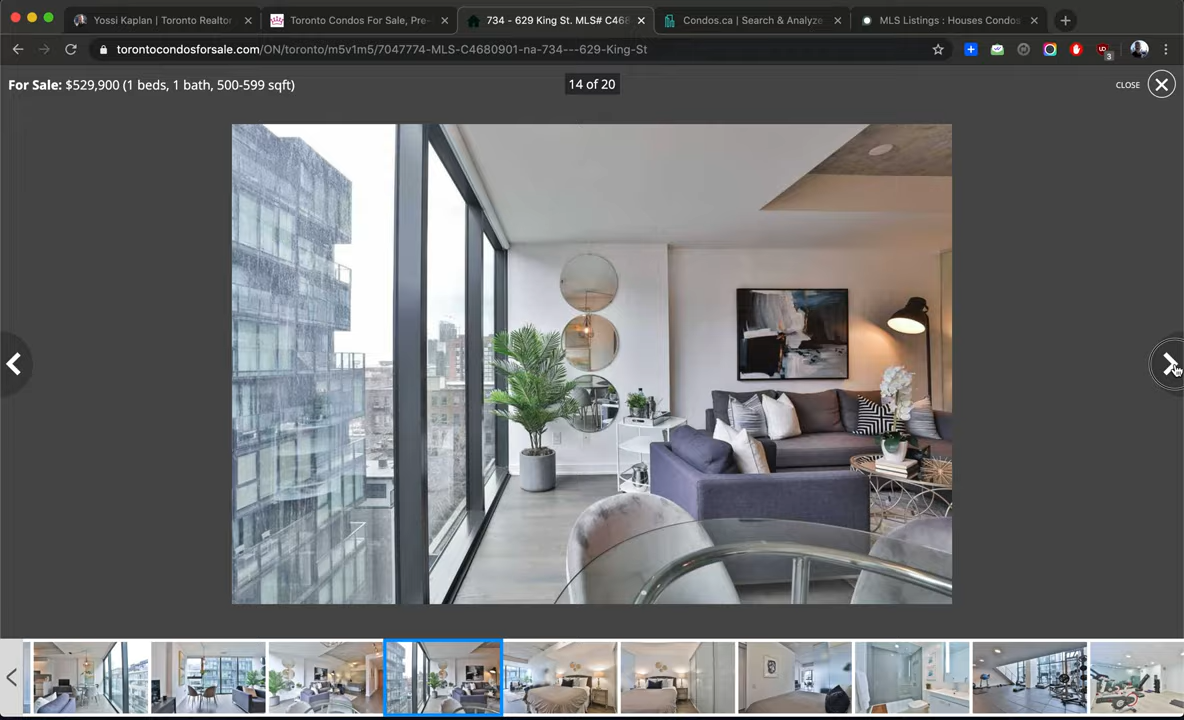 Yossi Kaplan | Toronto Realtor
Toronto Condos For Sale, Pre-
734 - 629 King St. MLS# C468
Condos.ca | Search & Analyze
MLS Listings : Houses Condos
torontocondosforsale.com/ON/toronto/m5v1m5/7047774-MLS-C4680901-na-734---629-King-St
3
For Sale: $529,900 (1 beds, 1 bath, 500-599 sqft)
14 of 20
CLOSE